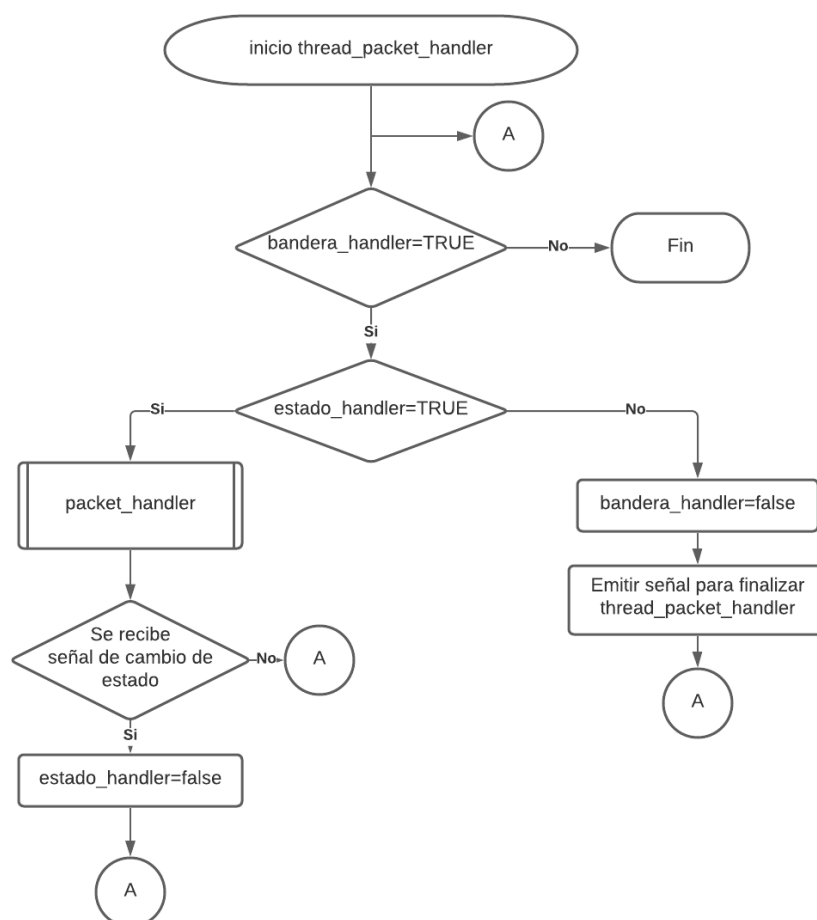 inicio thread_packet_handler
A
bandera_handler=TRUE
No
Fin
Si
estado_handler=TRUE
Si
No
packet_handler
bandera_handler=false
Emitir señal para finalizar
thread_packet_handler
Se recibe
señal de cambio de
estado
No
A
A
Si
estado_handler=false
A